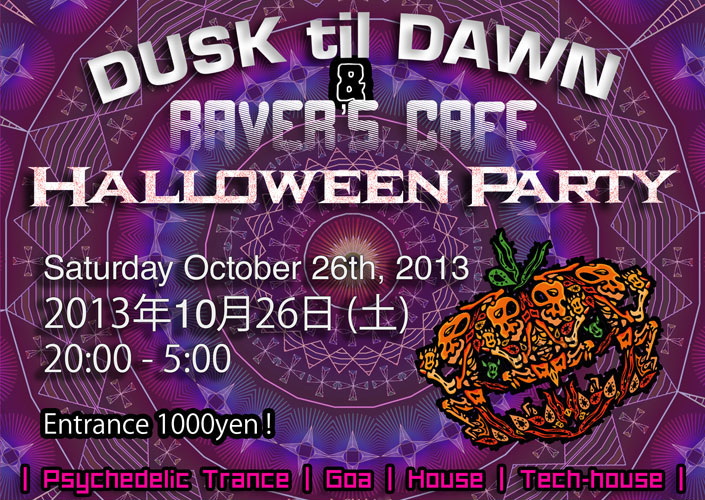 DUSK til DAWN
&
RAVER'S CAFE
HALLOWEEN PARTY
Saturday October 26th, 2013
2013年10月26日 (土)
20:00 - 5:00
Entrance 1000yen !
| Psychedelic Trance | Goa | House | Tech-house |